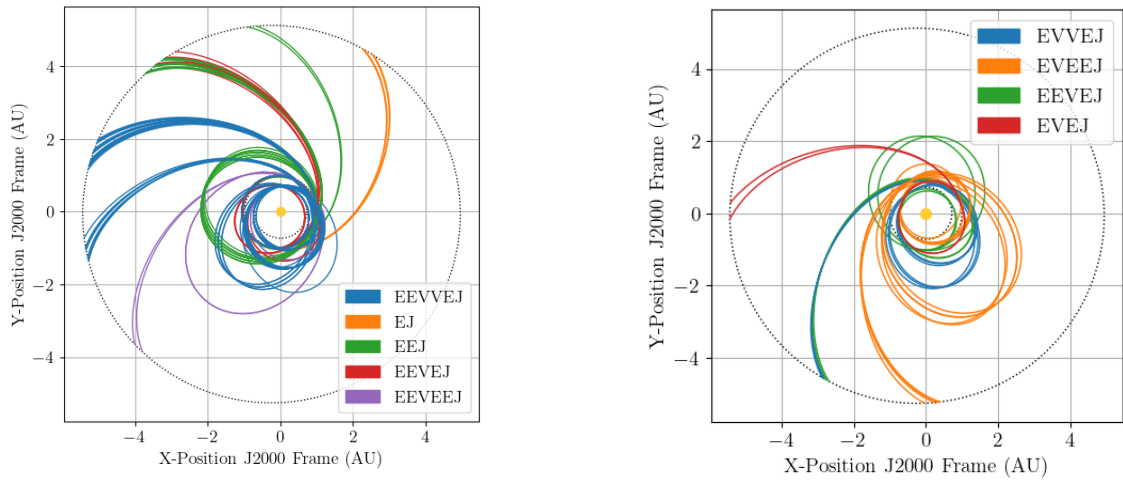 4
2
0
−2
−4
Y-Position J2000 Frame (AU)
EEVVEJ
EJ
EEJ
EEVEJ
EEVEEJ
−4
−2
0
2
4
X-Position J2000 Frame (AU)
4
2
0
−2
−4
Y-Position J2000 Frame (AU)
EVVEJ
EVEEJ
EEVEJ
EVEJ
−4
−2
0
2
4
X-Position J2000 Frame (AU)